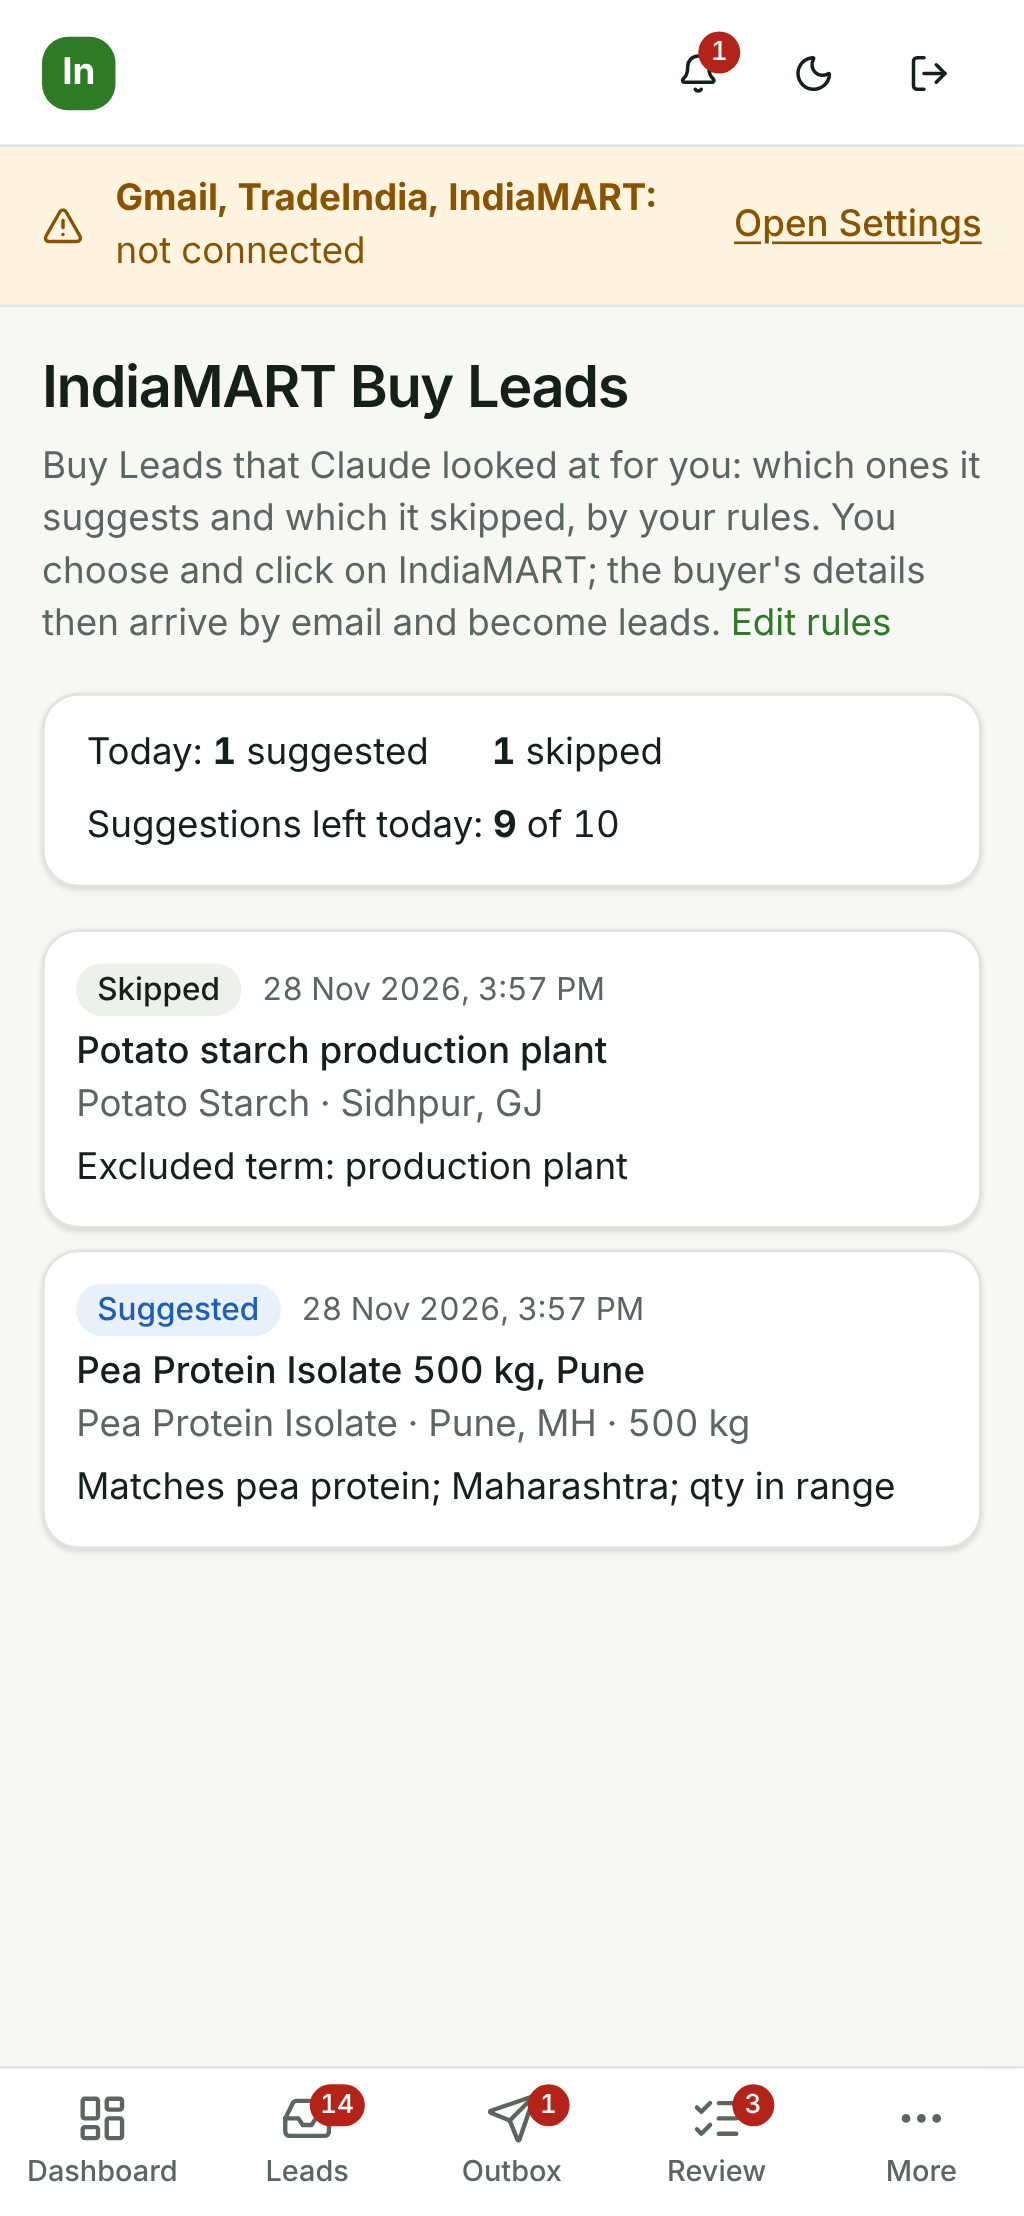 In
1
Gmail, TradeIndia, IndiaMART:
not connected
Open Settings
IndiaMART Buy Leads
Buy Leads that Claude looked at for you: which ones it
suggests and which it skipped, by your rules. You
choose and click on IndiaMART; the buyer's details
then arrive by email and become leads. Edit rules
Today: 1 suggested 1 skipped
Suggestions left today: 9 of 10
Skipped 28 Nov 2026, 3:57 PM
Potato starch production plant
Potato Starch · Sidhpur, GJ
Excluded term: production plant
Suggested 28 Nov 2026, 3:57 PM
Pea Protein Isolate 500 kg, Pune
Pea Protein Isolate · Pune, MH · 500 kg
Matches pea protein; Maharashtra; qty in range
14 1 3
Dashboard Leads Outbox Review More